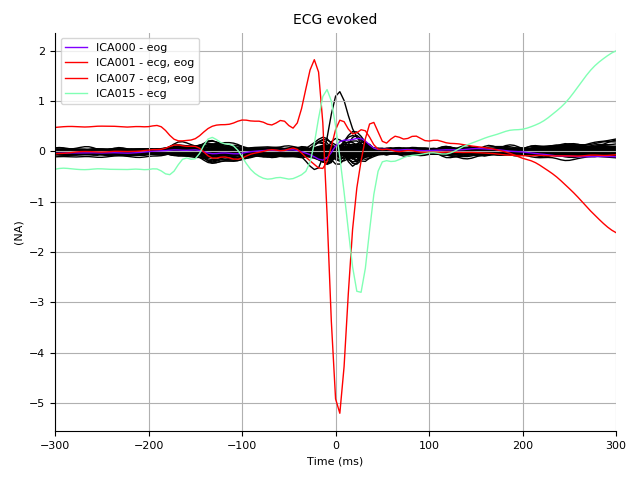 ECG evoked
ICA000 - eog
ICA001 - ecg, eog
ICA007 - ecg, eog
ICA015 - ecg
(NA)
2
1
0
−1
−2
−3
−4
−5
−300
−200
−100
0
100
200
300
Time (ms)